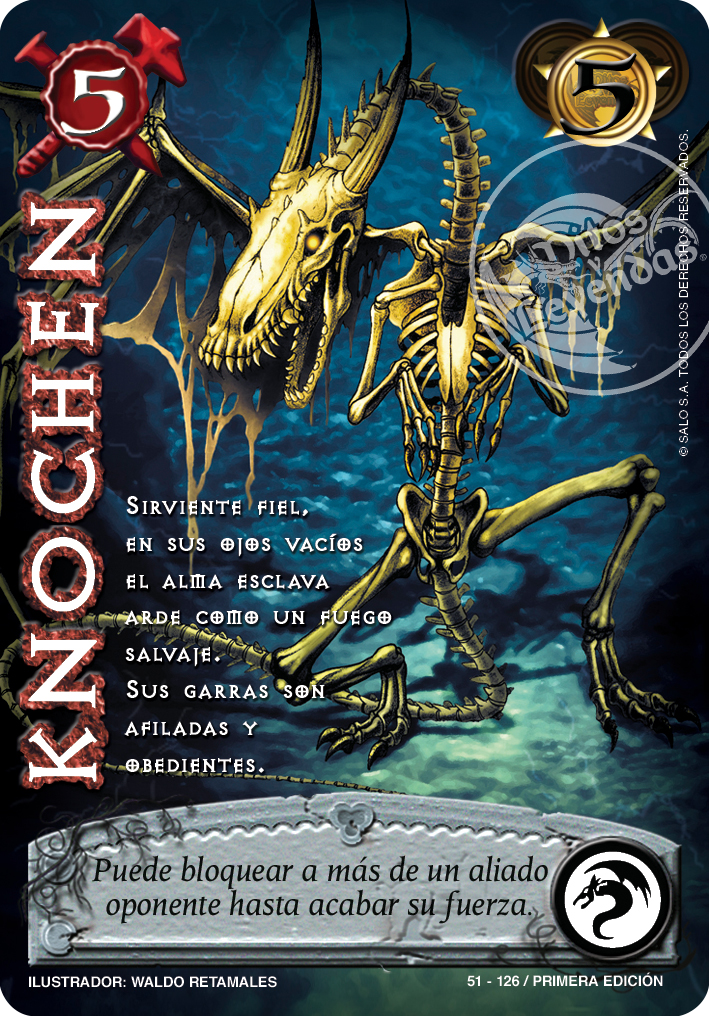 5
5
KNOCHEN
Sirviente fiel,
en sus ojos vacíos
el alma esclava
arde como un fuego
salvaje.
Sus garras son
afiladas y
obedientes.
Puede bloquear a más de un aliado
oponente hasta acabar su fuerza.
ILUSTRADOR: WALDO RETAMALES
51 - 126 / PRIMERA EDICIÓN
© SALO S.A. TODOS LOS DERECHOS RESERVADOS.
Mitos
y
Leyendas
®